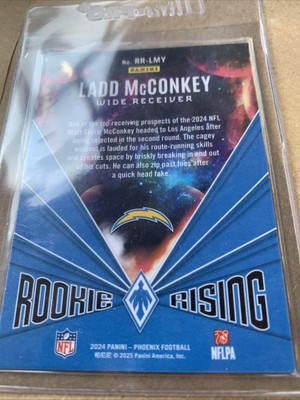 No. RR-LMY
PANINI
LADD McCONKEY
WIDE RECEIVER
One of the top receiving prospects of the 2024 NFL
Draft Class, McConkey headed to Los Angeles after
being selected in the second round. The cagey
wideout is lauded for his route-running skills
and creates space by briskly breaking in and out
of his cuts. He can also zip past foes after
a quick head fake.
ROOKIE RISING
NFL
2024 PANINI – PHOENIX FOOTBALL
© 2025 Panini America, Inc.
NFLPA